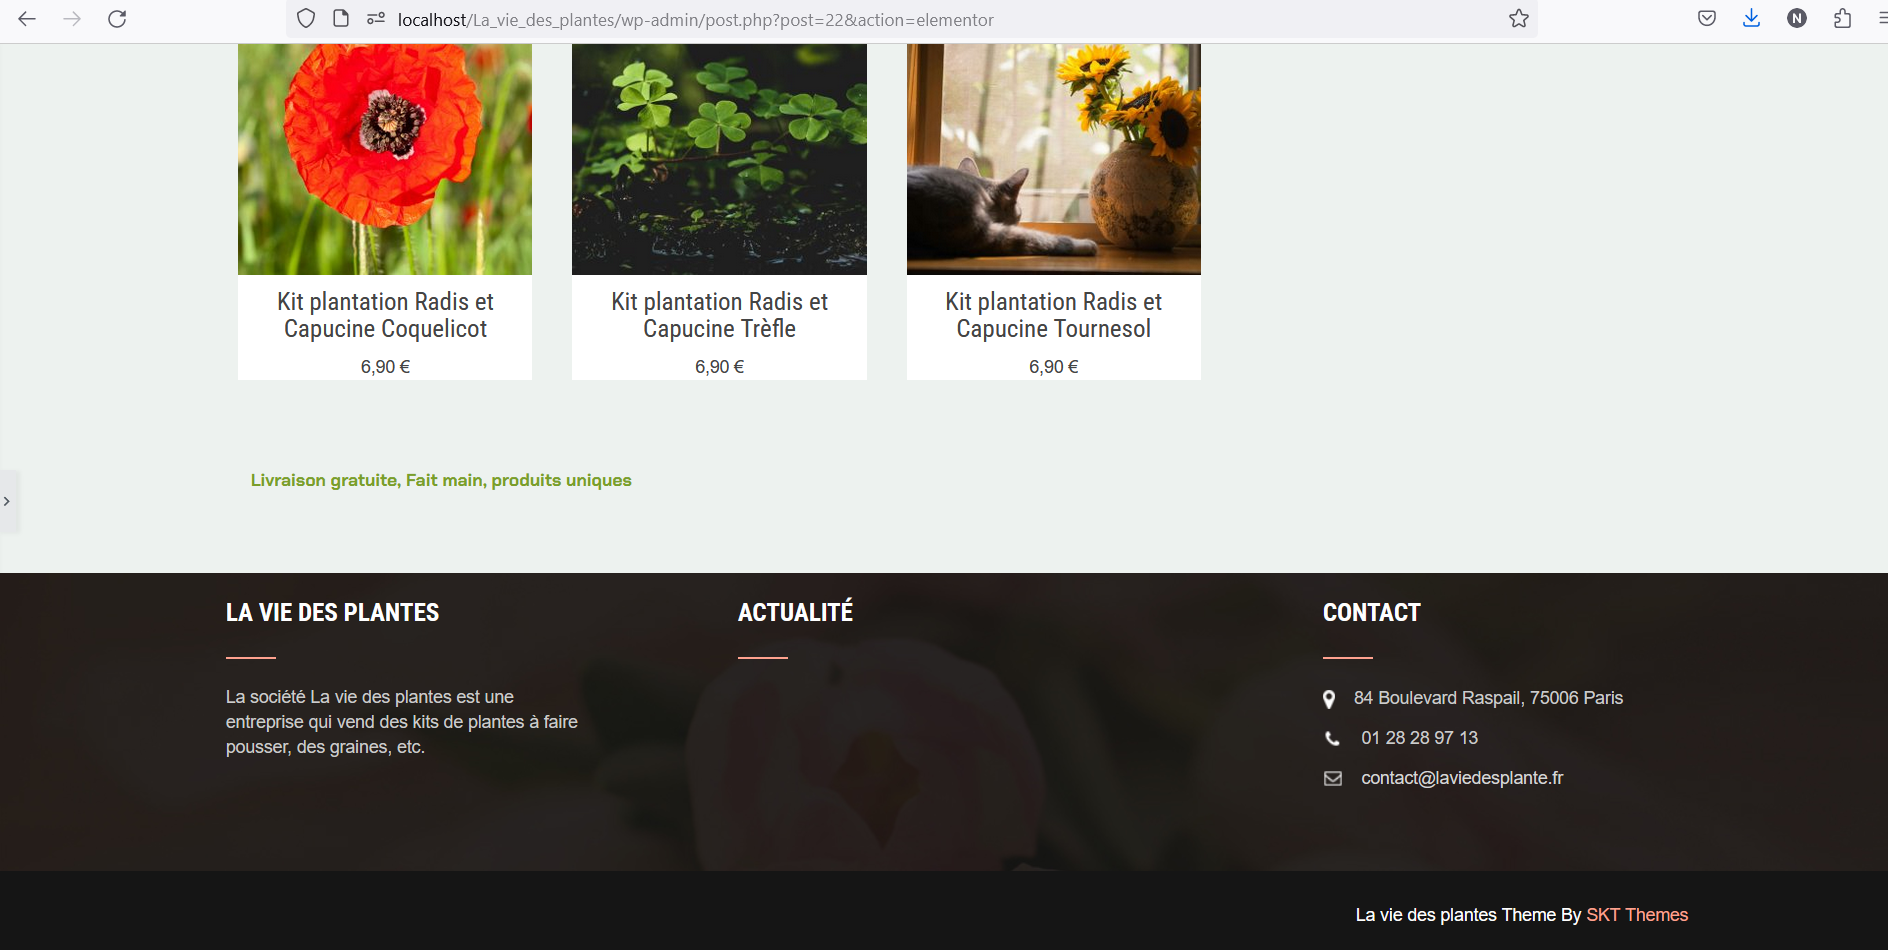 localhost/La_vie_des_plantes/wp-admin/post.php?post=22&action=elementor
N
Kit plantation Radis et
Capucine Coquelicot
6,90 €
Kit plantation Radis et
Capucine Trèfle
6,90 €
Kit plantation Radis et
Capucine Tournesol
6,90 €
Livraison gratuite, Fait main, produits uniques
LA VIE DES PLANTES
La société La vie des plantes est une
entreprise qui vend des kits de plantes à faire
pousser, des graines, etc.
ACTUALITÉ
CONTACT
84 Boulevard Raspail, 75006 Paris
01 28 28 97 13
contact@laviedesplante.fr
La vie des plantes Theme By SKT Themes